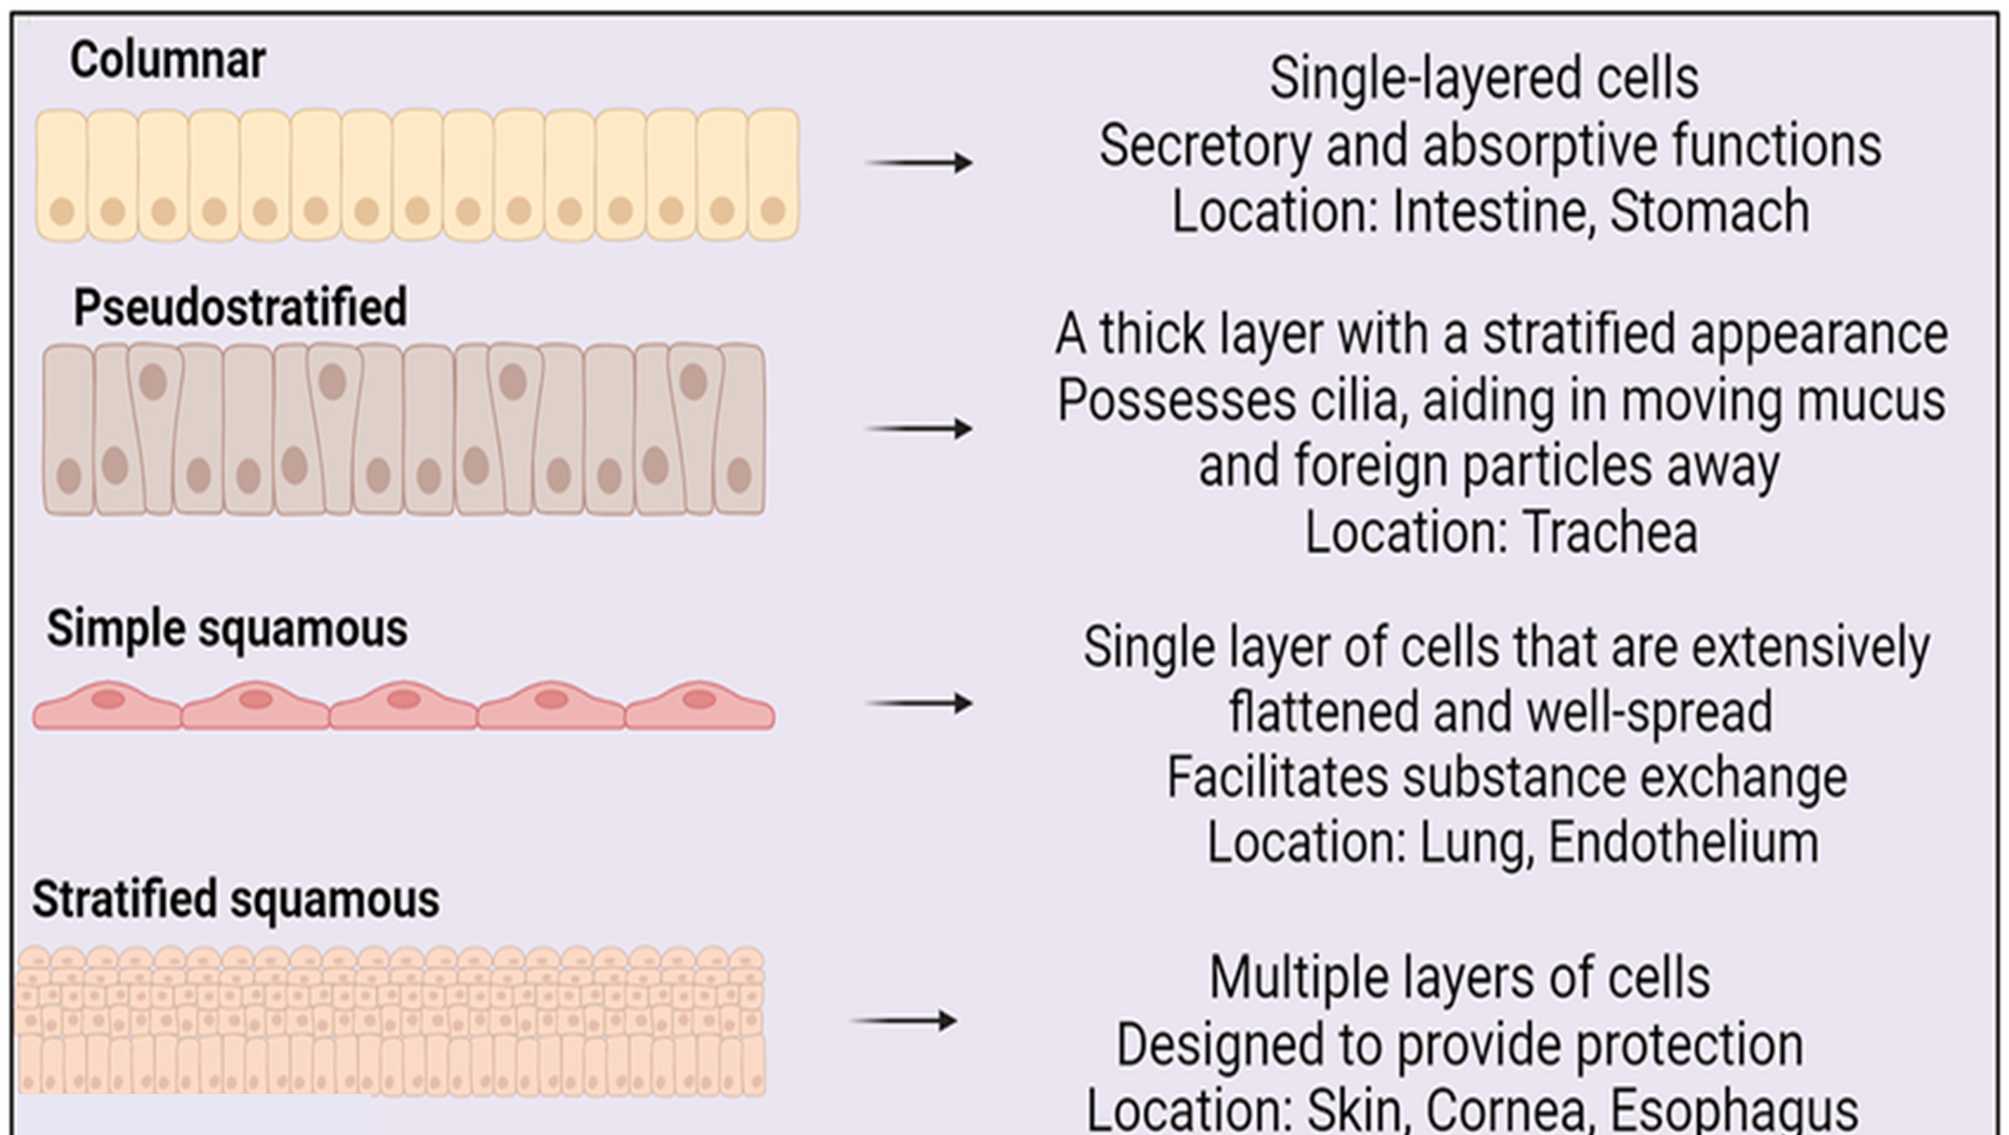 Columnar
Single-layered cells
Secretory and absorptive functions
Location: Intestine, Stomach
Pseudostratified
A thick layer with a stratified appearance
Possesses cilia, aiding in moving mucus
and foreign particles away
Location: Trachea
Simple squamous
Single layer of cells that are extensively
flattened and well-spread
Facilitates substance exchange
Location: Lung, Endothelium
Stratified squamous
Multiple layers of cells
Designed to provide protection
Location: Skin, Cornea, Esophagus